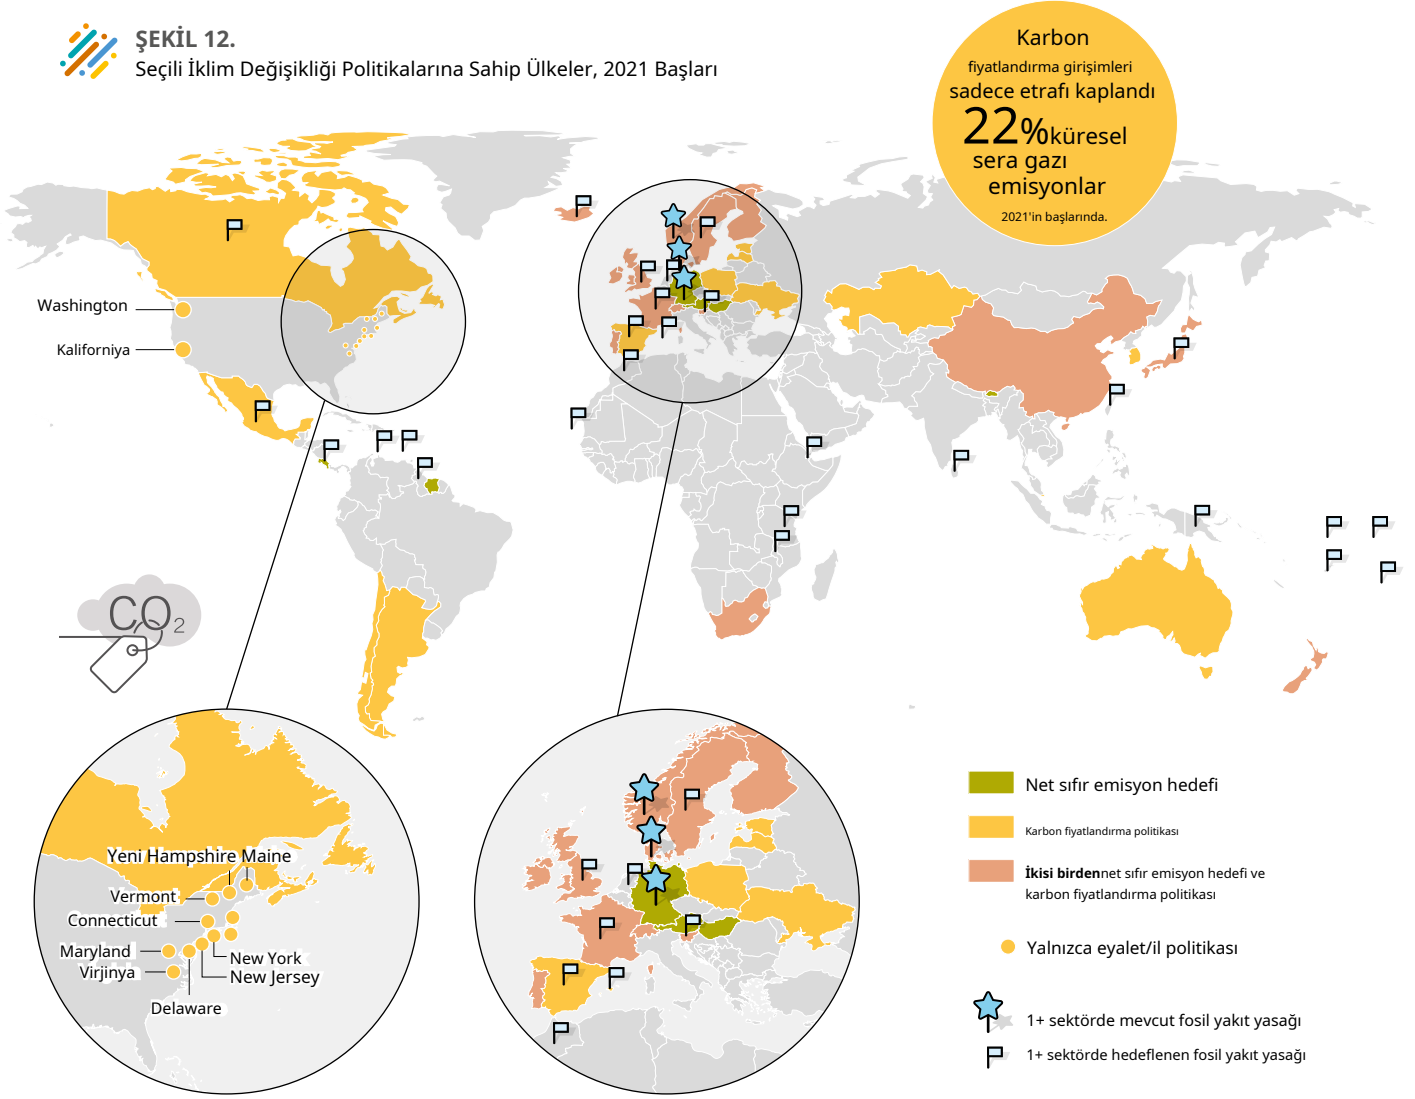 ŞEKİL 12.
Seçili İklim Değişikliği Politikalarına Sahip Ülkeler, 2021 Başları
Karbon
fiyatlandırma girişimleri
sadece etrafı kaplandı
22%küresel
sera gazı
emisyonlar
2021'in başlarında.
Washington
Kaliforniya
CO2
Yeni Hampshire Maine
Vermont
Connecticut
Maryland
Virjinya
New York
New Jersey
Delaware
Net sıfır emisyon hedefi
Karbon fiyatlandırma politikası
İkisi birdennet sıfır emisyon hedefi ve
karbon fiyatlandırma politikası
Yalnızca eyalet/il politikası
1+ sektörde mevcut fosil yakıt yasağı
1+ sektörde hedeflenen fosil yakıt yasağı